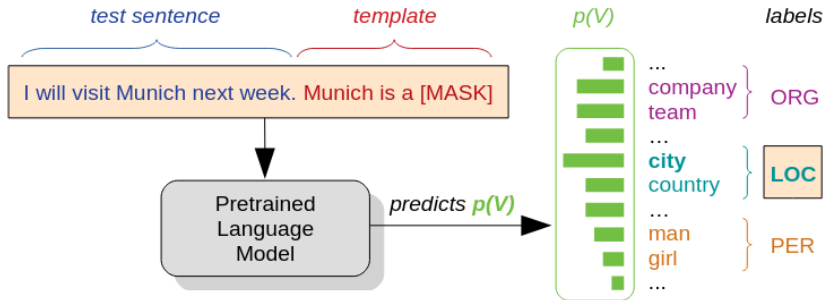 test sentence
template
p(V)
labels
I will visit Munich next week. Munich is a [MASK]
Pretrained
Language
Model
predicts p(V)
...
company
team
...
city
country
...
man
girl
...
ORG
LOC
PER